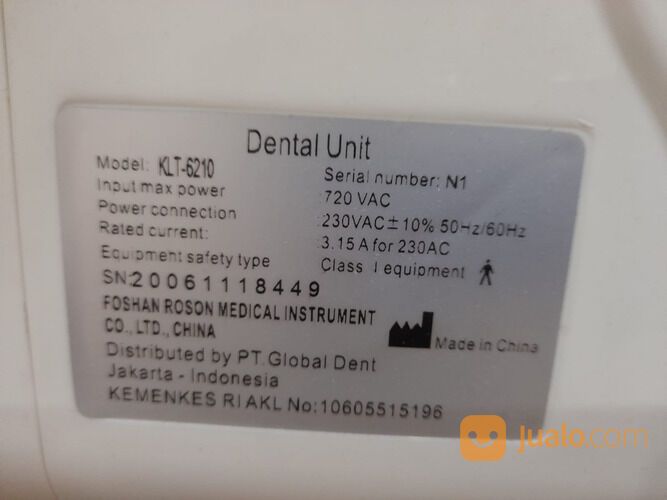 Dental Unit
Model: KLT-6210 Serial number: N1
Input max power 720 VAC
Power connection 230VAC±10% 50Hz/60Hz
Rated current: 3.15A for 230AC
Equipment safety type Class I equipment
SN:20061118449
FOSHAN ROSON MEDICAL INSTRUMENT
CO., LTD., CHINA
Made in China
Distributed by PT. Global Dent
Jakarta - Indonesia
KEMENKES RI AKL No:10605515196
Jualo.com